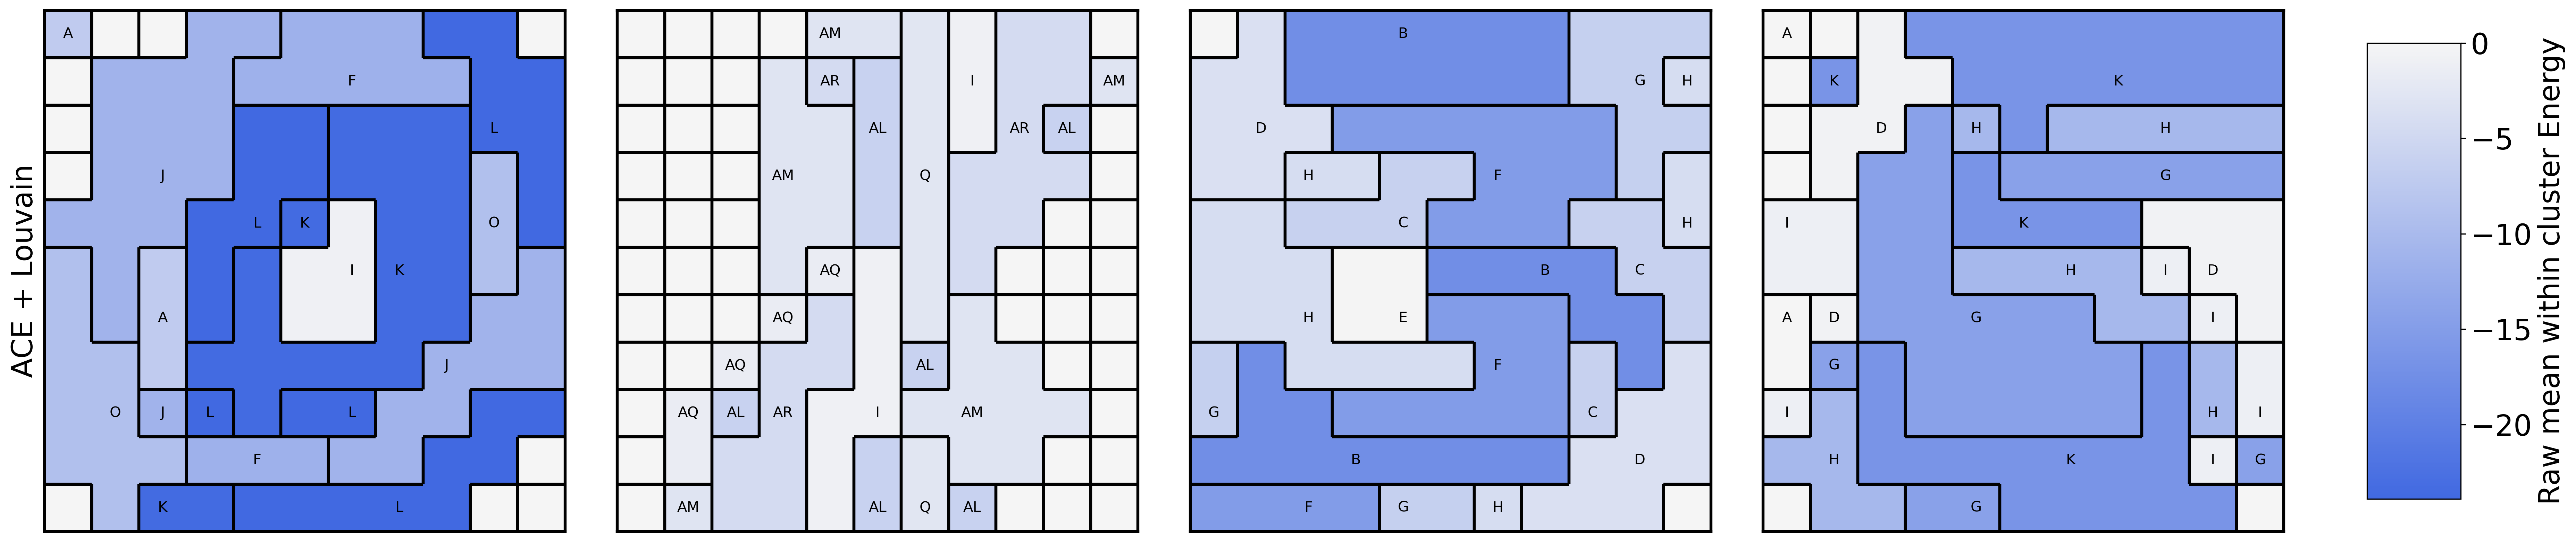 ACE + Louvain
A
F
L
J
L K O
I K
A
J
O J L L
F
K L
AM
AR I AM
AL AR AL
AM Q
AQ
AQ
AQ AL
AQ AL AR I AM
AM AL Q AL
B
G H
D
H F
C H
B C
H E
F
G C
B D
F G H
A
K K
D H H
G
I K
H I D
A D G I
G
I H I
H K I G
G
0
−5
−10
−15
−20
Raw mean within cluster Energy